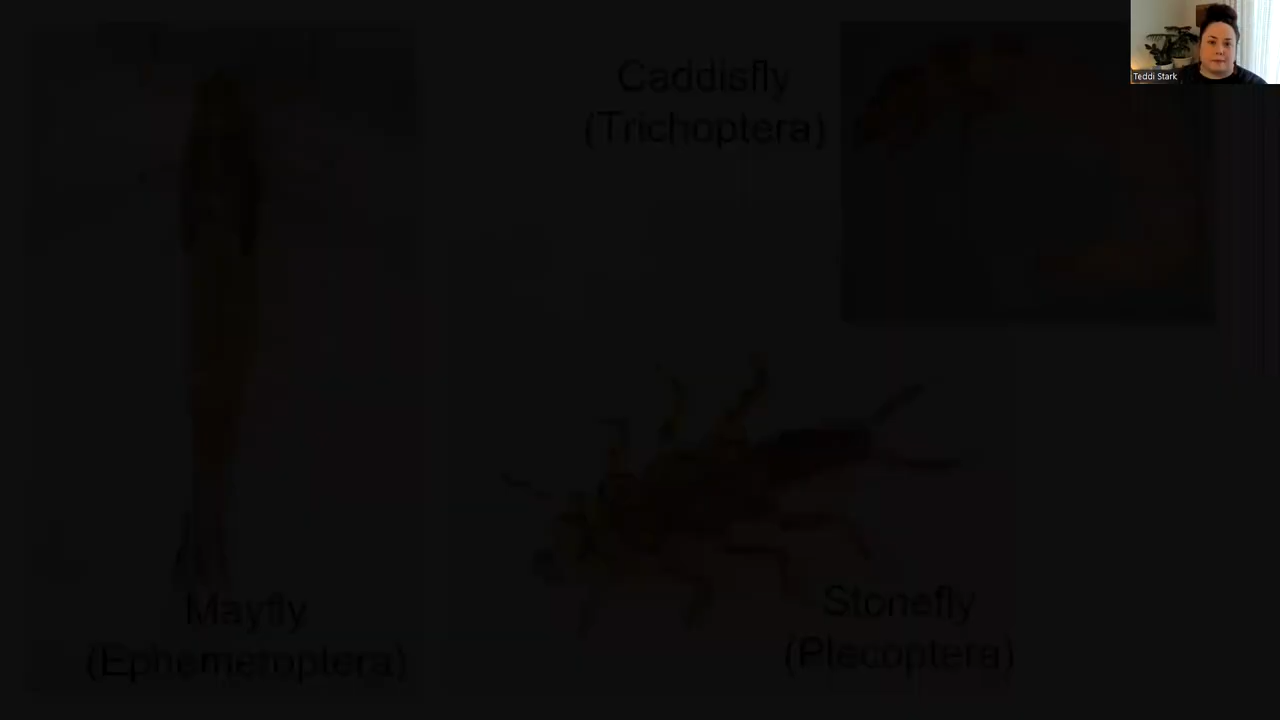 Teddi Stark
Caddisfly
(Trichoptera)
Mayfly
(Ephemeroptera)
Stonefly
(Plecoptera)